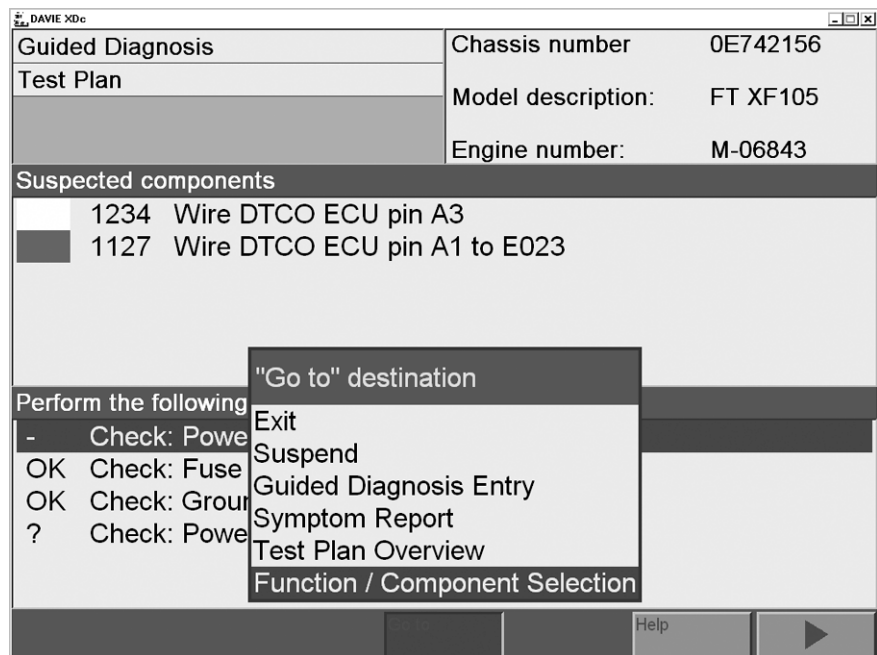 DAVIE XDc
Guided Diagnosis
Test Plan
Chassis number 0E742156
Model description: FT XF105
Engine number: M-06843
Suspected components
1234 Wire DTCO ECU pin A3
1127 Wire DTCO ECU pin A1 to E023
Perform the following
- Check: Powe
OK Check: Fuse
OK Check: Groun
? Check: Powe
"Go to" destination
Exit
Suspend
Guided Diagnosis Entry
Symptom Report
Test Plan Overview
Function / Component Selection
Go to
Help